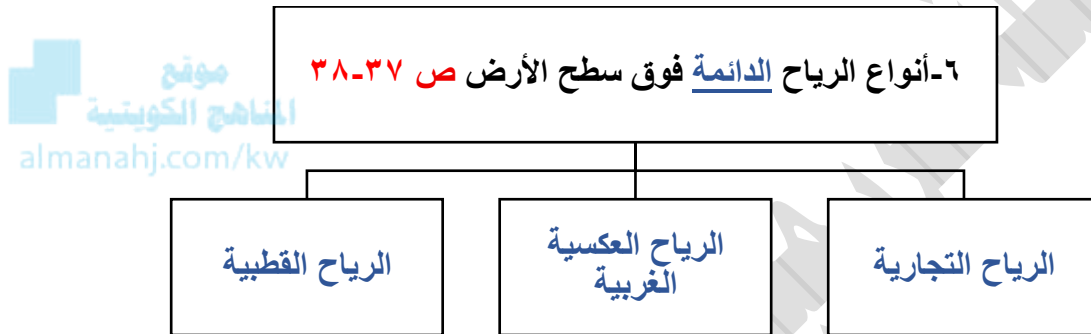 ٦-أنواع الرياح الدائمة فوق سطح الأرض ص ٣٧-٣٨
موقع
المناهج الكويتية
almanahj.com/kw
الرياح التجارية
الرياح العكسية
الغربية
الرياح القطبية